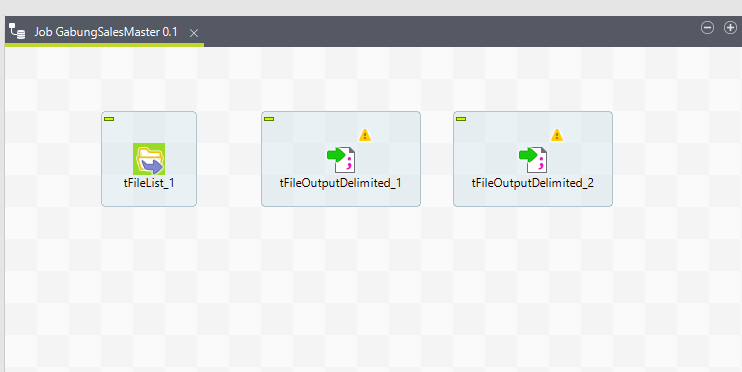 Job GabungSalesMaster 0.1
tFileList_1
tFileOutputDelimited_1
tFileOutputDelimited_2